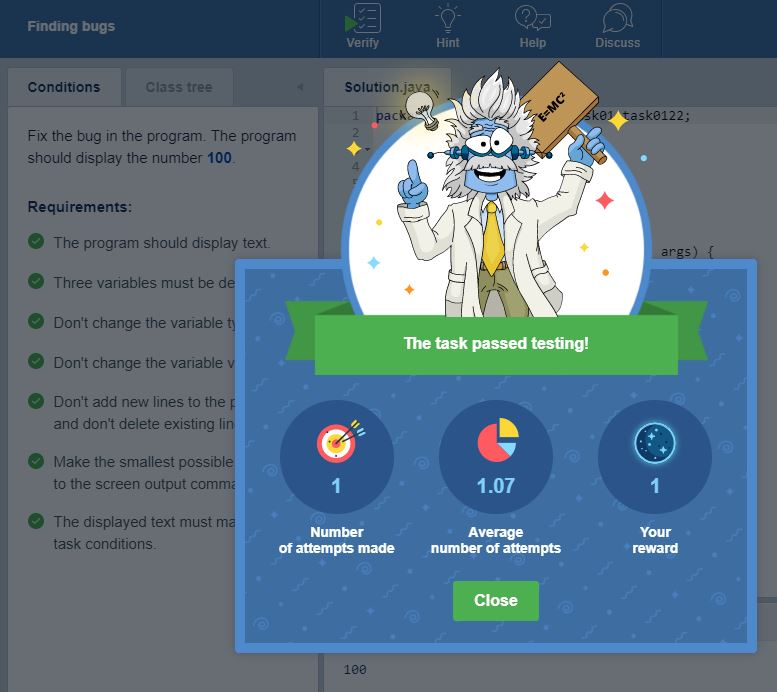 Finding bugs
Verify
Hint
Help
Discuss
Conditions
Class tree
Solution.java
Fix the bug in the program. The program
should display the number 100.
Requirements:
The program should display text.
Three variables must be de
Don't change the variable ty
Don't change the variable v
Don't add new lines to the p
and don't delete existing lin
Make the smallest possible
to the screen output comma
The displayed text must ma
task conditions.
1 pack sk01 task0122;
2
4
5
E=MC²
args) {
The task passed testing!
1
Number
of attempts made
1.07
Average
number of attempts
1
Your
reward
Close
100